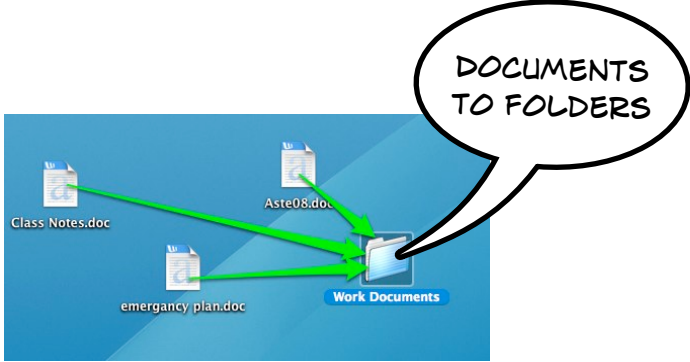 DOCUMENTS
TO FOLDERS
Aste08.doc
Class Notes.doc
Work Documents
emergancy plan.doc